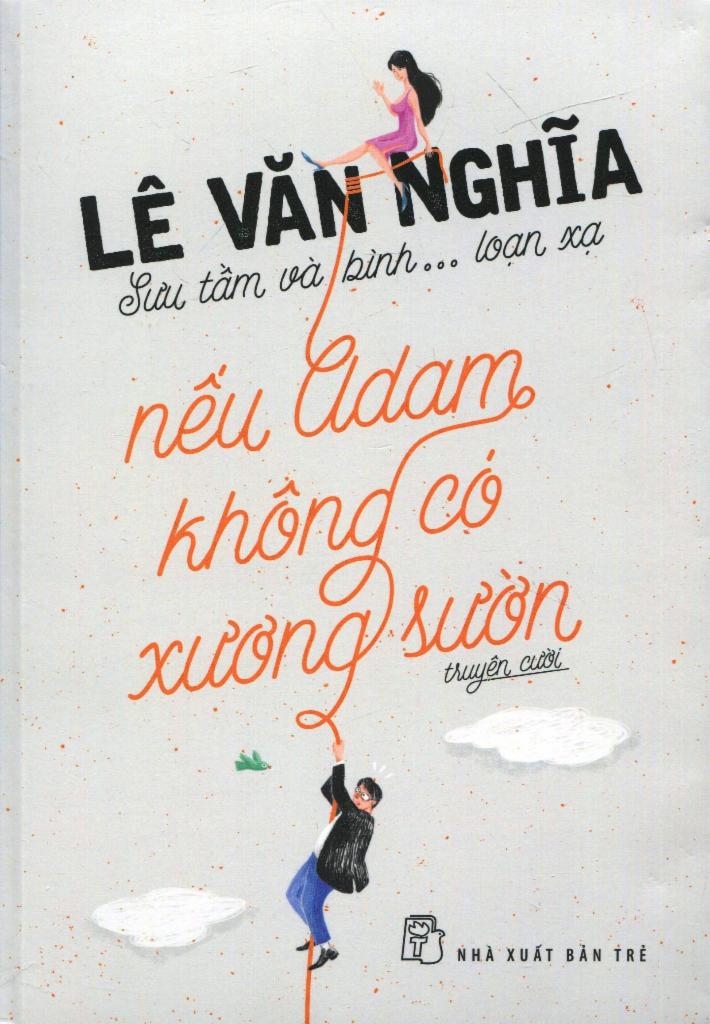 LÊ VĂN NGHĨA
Sưu tầm và bình... loạn xạ
nếu Adam
không có
xương sườn
truyện cười
T
NHÀ XUẤT BẢN TRẺ